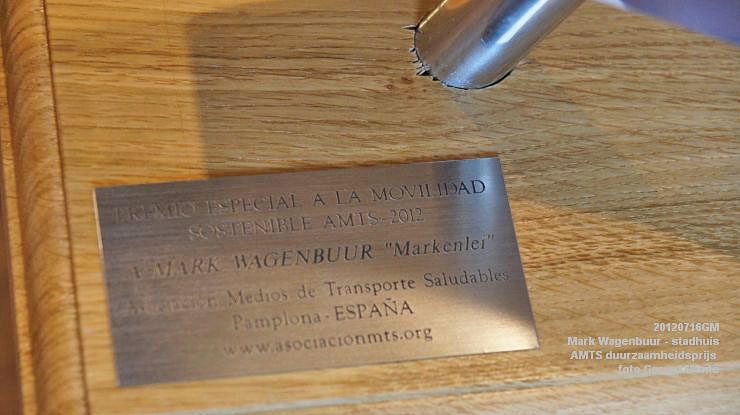 PREMIO ESPECIAL A LA MOVILIDAD
SOSTENIBLE AMTS-2012
A MARK WAGENBUUR "Markenlei"
Asociación Medios de Transporte Saludables
Pamplona-ESPAÑA
www.asociacionmts.org
20120716GM
Mark Wagenbuur - stadhuis
AMTS duurzaamheidsprijs
foto